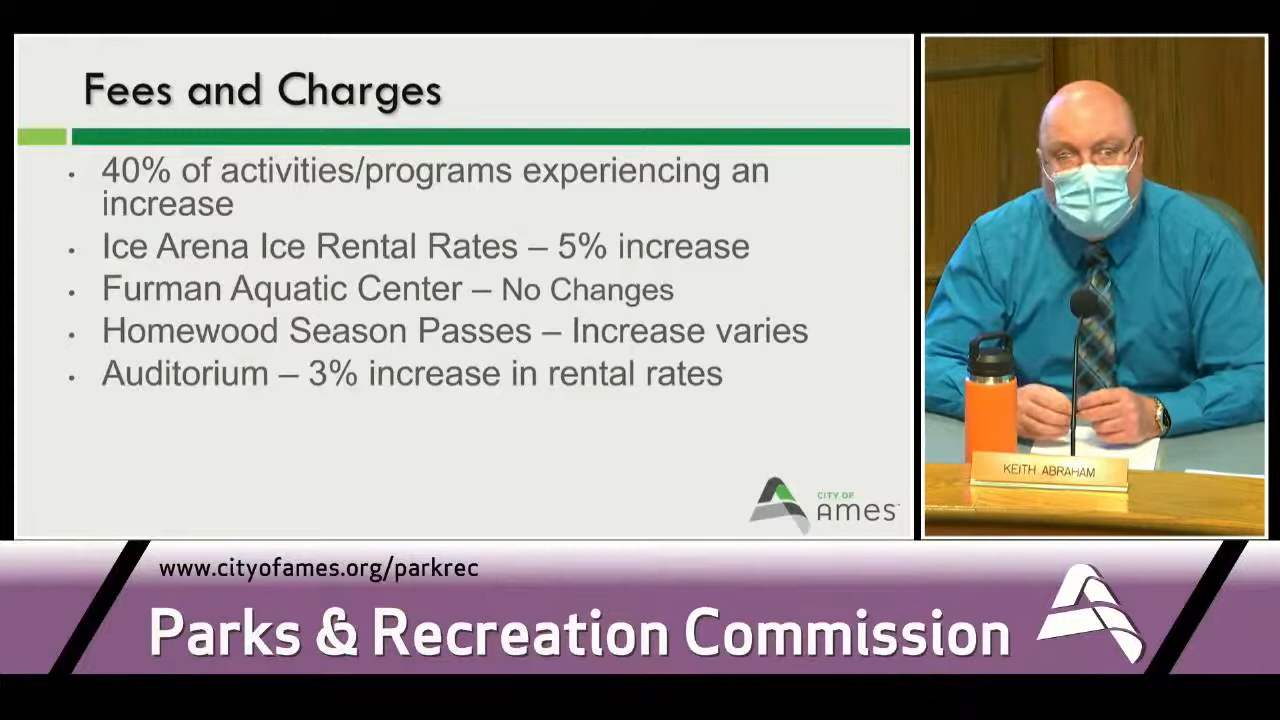 Fees and Charges
• 40% of activities/programs experiencing an
increase
• Ice Arena Ice Rental Rates – 5% increase
• Furman Aquatic Center – No Changes
• Homewood Season Passes – Increase varies
• Auditorium – 3% increase in rental rates
CITY OF
Ames™
KEITH ABRAHAM
www.cityofames.org/parkrec
Parks & Recreation Commission